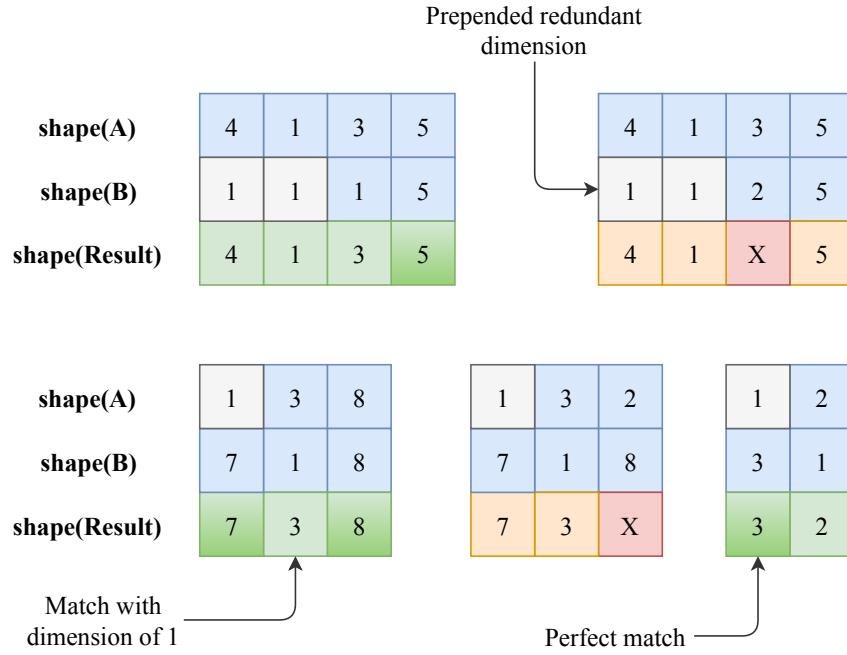 Prepended redundant
dimension
shape(A) 4 1 3 5 4 1 3 5
shape(B) 1 1 1 5 1 1 2 5
shape(Result) 4 1 3 5 4 1 X 5
shape(A) 1 3 8 1 3 2 1 2
shape(B) 7 1 8 7 1 8 3 1
shape(Result) 7 3 8 7 3 X 3 2
Match with
dimension of 1
Perfect match